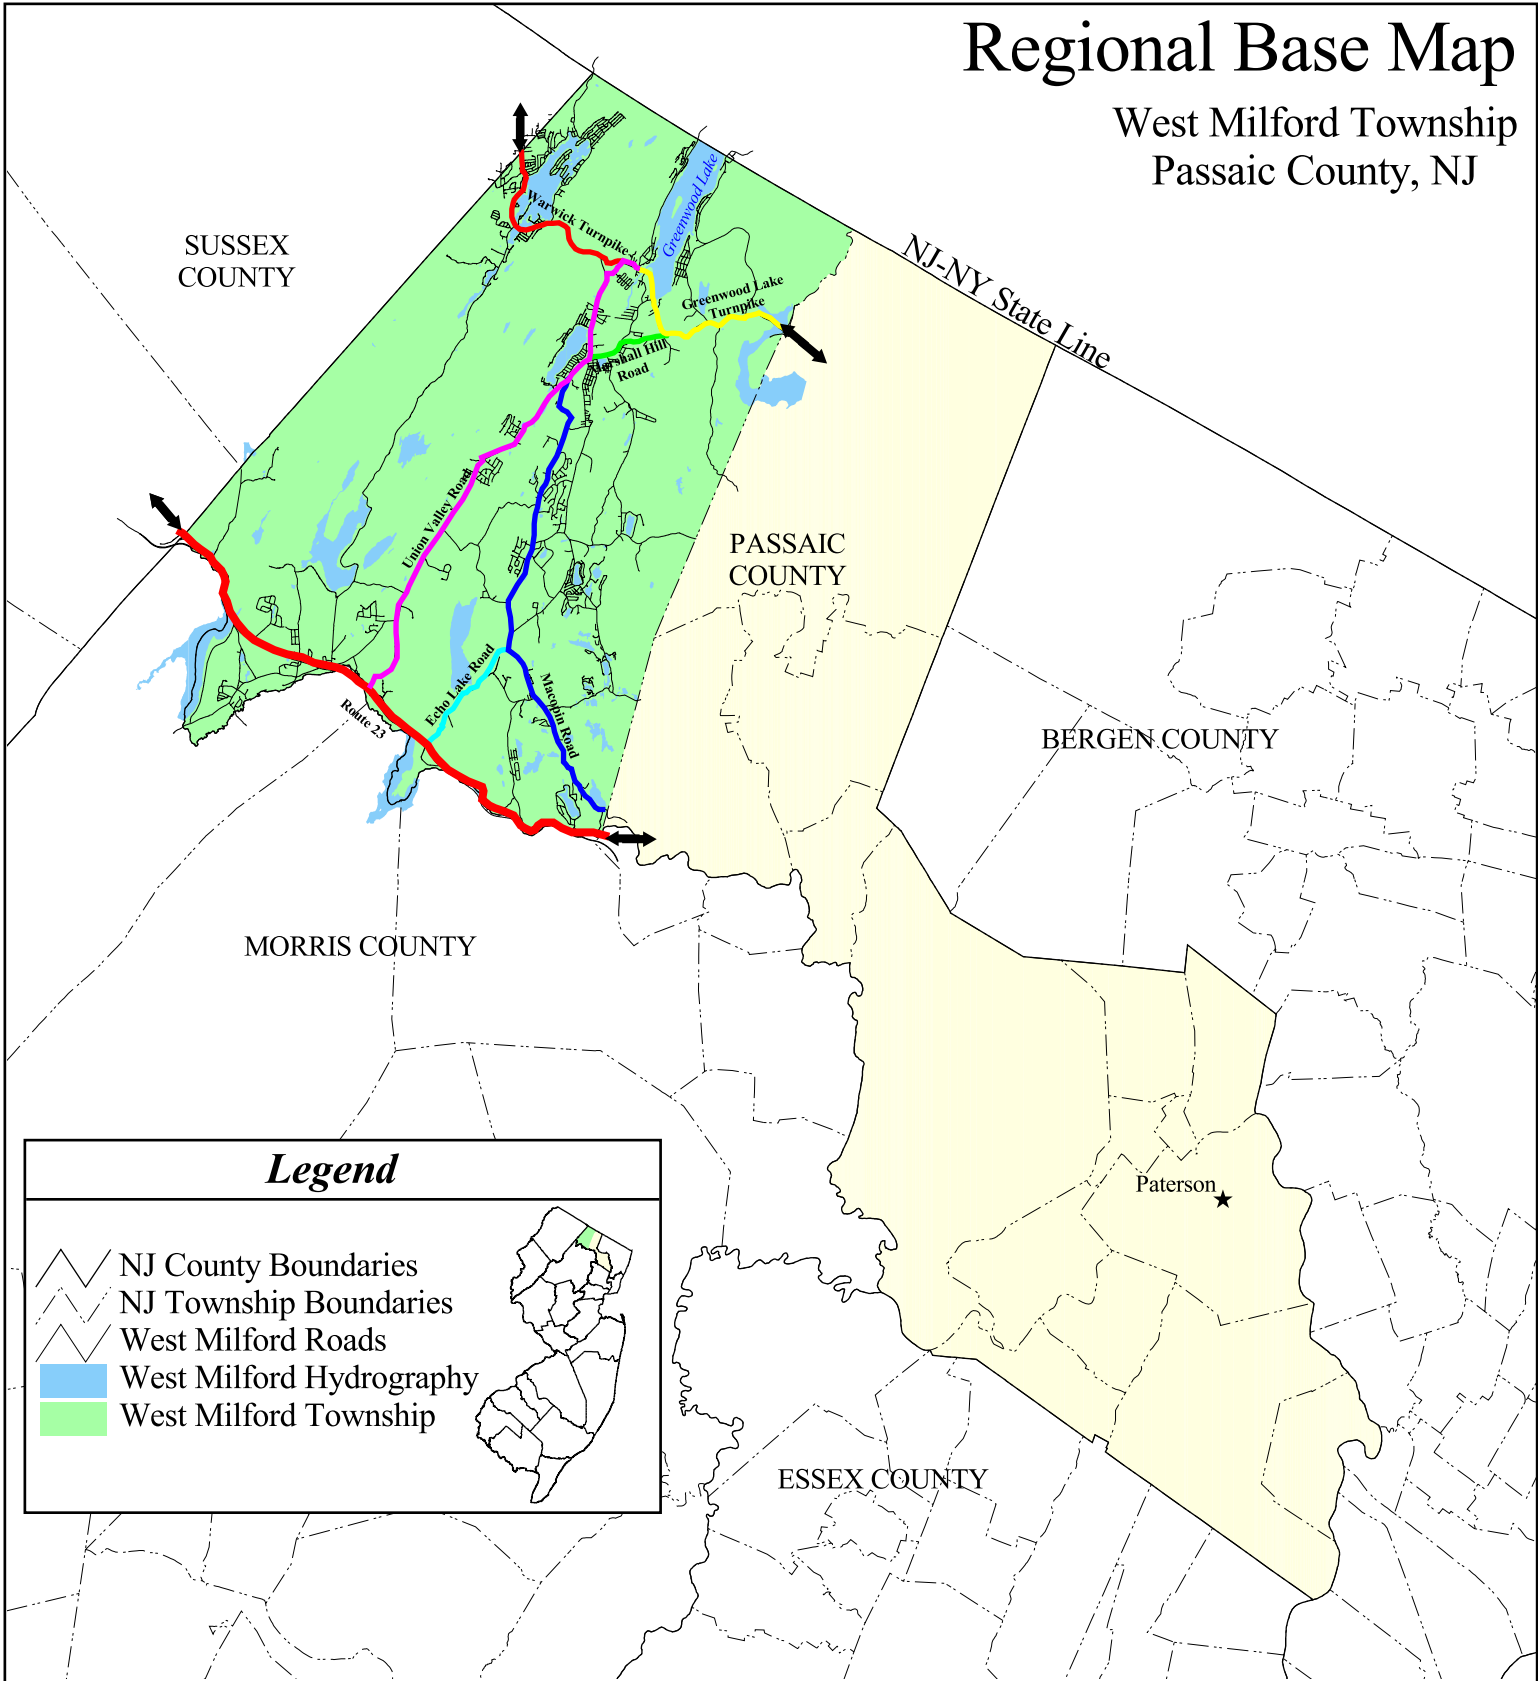 Regional Base Map
West Milford Township
Passaic County, NJ
SUSSEX
COUNTY
Warwick Turnpike
Greenwood Lake
Greenwood Lake
Turnpike
Marshall Hill
Road
NJ-NY State Line
Union Valley Road
PASSAIC
COUNTY
Echo Lake Road
Macopin Road
Route 23
BERGEN COUNTY
MORRIS COUNTY
Paterson
ESSEX COUNTY
Legend
NJ County Boundaries
NJ Township Boundaries
West Milford Roads
West Milford Hydrography
West Milford Township